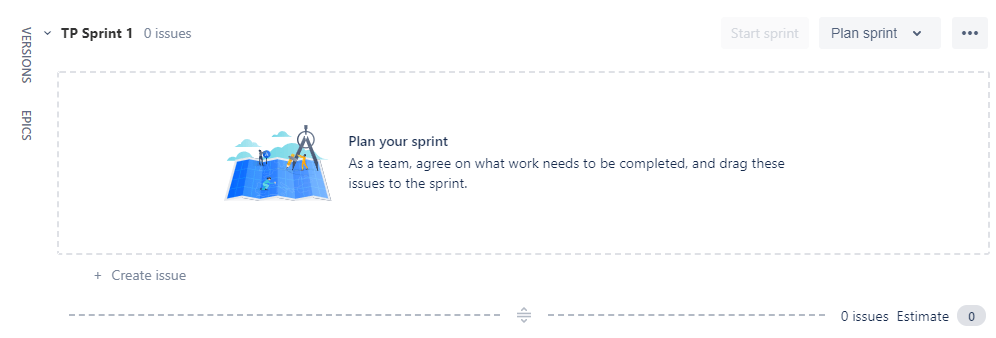 VERSIONS
EPICS
TP Sprint 1 0 issues Start sprint Plan sprint •••
Plan your sprint
As a team, agree on what work needs to be completed, and drag these
issues to the sprint.
+ Create issue
0 issues Estimate 0